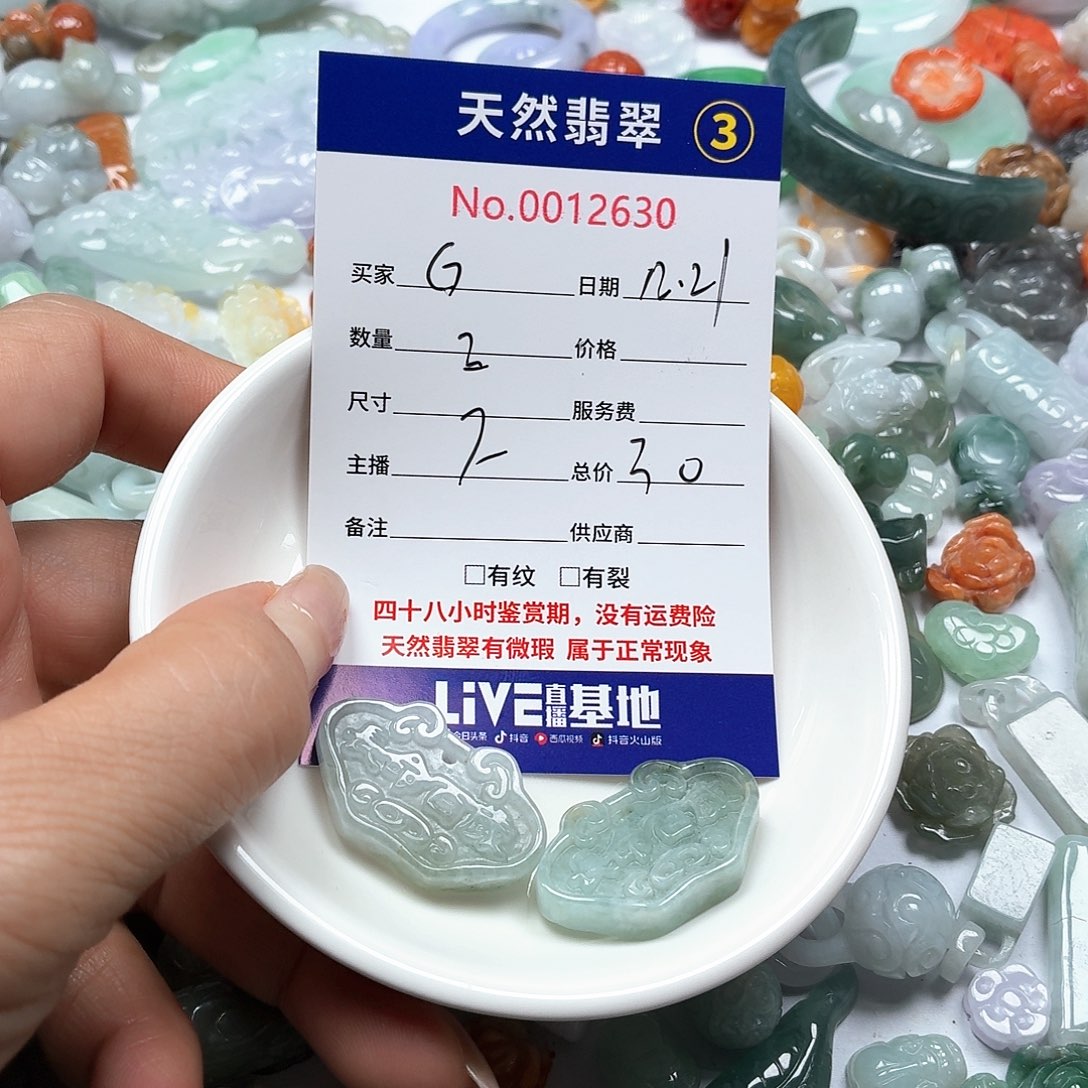 天然翡翠 ③
No.0012630
买家 G 日期 12.21
数量 2 价格
尺寸 服务费
主播 总价 30
备注 供应商
□有纹 □有裂
四十八小时鉴赏期，没有运费险
天然翡翠有微瑕 属于正常现象
LiVE直播基地
今日头条 抖音 西瓜视频 抖音火山版